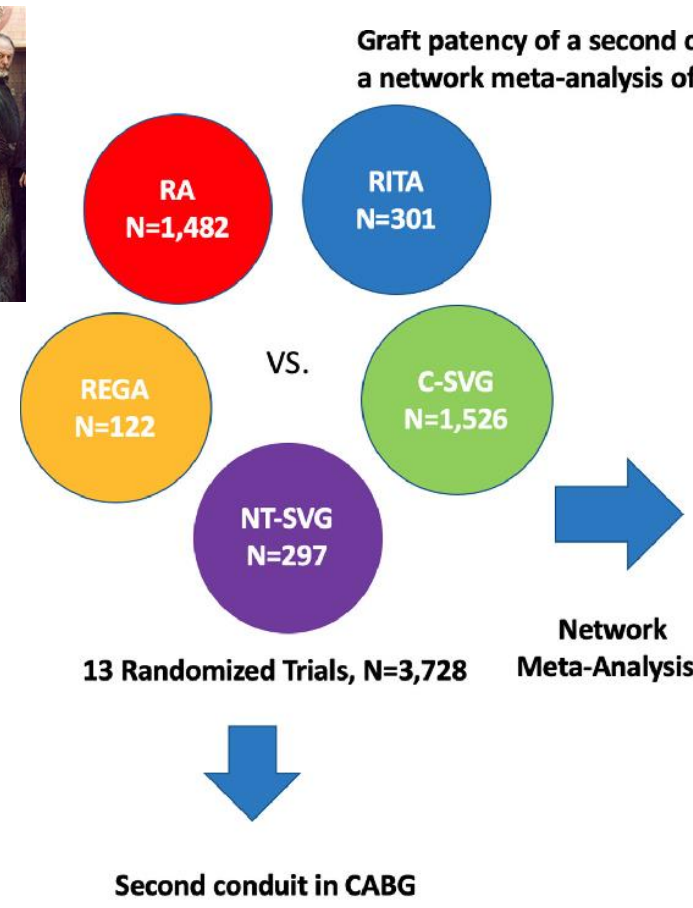 Graft patency of a second
a network meta-analysis of
RA
N=1,482
RITA
N=301
REGA
N=122
VS.
C-SVG
N=1,526
NT-SVG
N=297
13 Randomized Trials, N=3,728
Network
Meta-Analysis
Second conduit in CABG